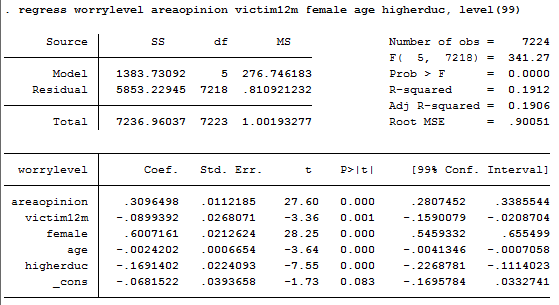 . regress worrylevel areaopinion victim12m female age higherduc, level(99)
Source SS df MS Number of obs = 7224
F( 5, 7218) = 341.27
Model 1383.73092 5 276.746183 Prob > F = 0.0000
Residual 5853.22945 7218 .810921232 R-squared = 0.1912
Adj R-squared = 0.1906
Total 7236.96037 7223 1.00193277 Root MSE = .90051
worrylevel Coef. Std. Err. t P>|t| [99% Conf. Interval]
areaopinion .3096498 .0112185 27.60 0.000 .2807452 .3385544
victim12m -.0899392 .0268071 -3.36 0.001 -.1590079 -.0208704
female .6007161 .0212624 28.25 0.000 .5459332 .655499
age -.0024202 .0006654 -3.64 0.000 -.0041346 -.0007058
higherduc -.1691402 .0224093 -7.55 0.000 -.2268781 -.1114023
_cons -.0681522 .0393658 -1.73 0.083 -.1695784 .0332741